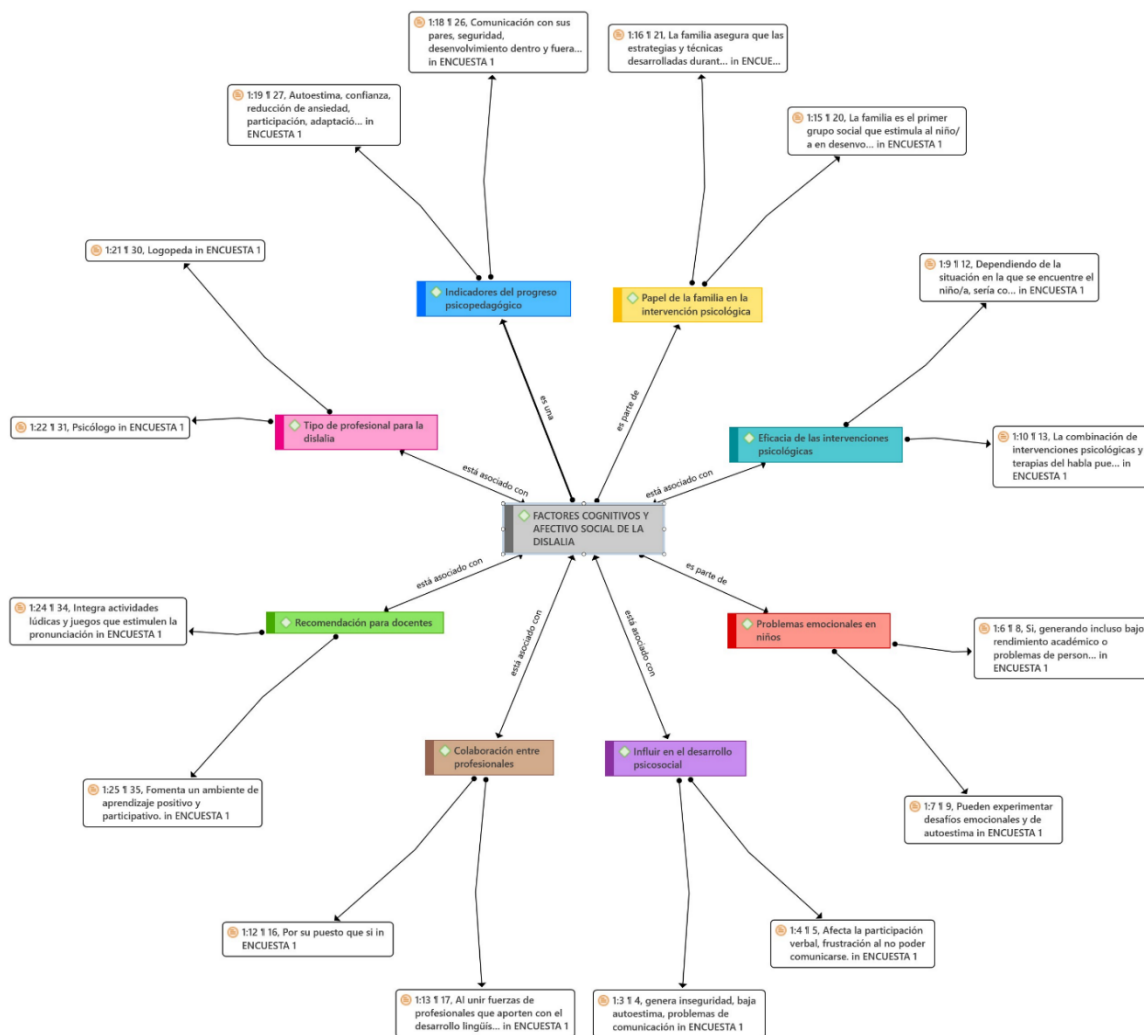 1:18 ¶ 26, Comunicación con sus
pares, seguridad,
desenvolvimiento dentro y fuera...
in ENCUESTA 1
1:16 ¶ 21, La familia asegura que las
estrategias y técnicas
desarrolladas durant... in ENCUE...
1:19 ¶ 27, Autoestima, confianza,
reducción de ansiedad,
participación, adaptació... in
ENCUESTA 1
1:15 ¶ 20, La familia es el primer
grupo social que estimula al niño/
a en desenvo... in ENCUESTA 1
1:21 ¶ 30, Logopeda in ENCUESTA 1
1:9 ¶ 12, Dependiendo de la
situación en la que se encuentre el
niño/a, sería co... in ENCUESTA 1
Indicadores del progreso
psicopedagógico
Papel de la familia en la
intervención psicológica
es una
es parte de
1:22 ¶ 31, Psicólogo in ENCUESTA 1
Tipo de profesional para la
dislalia
Eficacia de las intervenciones
psicológicas
1:10 ¶ 13, La combinación de
intervenciones psicológicas y
terapias del habla pue... in
ENCUESTA 1
está asociado con
está asociado con
FACTORES COGNITIVOS Y
AFECTIVO SOCIAL DE LA
DISLALIA
está asociado con
es parte de
1:24 ¶ 34, Integra actividades
lúdicas y juegos que estimulen la
pronunciación in ENCUESTA 1
Recomendación para docentes
está asociado con
está asociado con
Problemas emocionales en
niños
1:6 ¶ 8, Si, generando incluso bajo
rendimiento académico o
problemas de person... in
ENCUESTA 1
Colaboración entre
profesionales
Influir en el desarrollo
psicosocial
1:25 ¶ 35, Fomenta un ambiente de
aprendizaje positivo y
participativo. in ENCUESTA 1
1:7 ¶ 9, Pueden experimentar
desafíos emocionales y de
autoestima in ENCUESTA 1
1:12 ¶ 16, Por su puesto que si in
ENCUESTA 1
1:4 ¶ 5, Afecta la participación
verbal, frustración al no poder
comunicarse. in ENCUESTA 1
1:13 ¶ 17, Al unir fuerzas de
profesionales que aporten con el
desarrollo lingüís... in ENCUESTA 1
1:3 ¶ 4, genera inseguridad, baja
autoestima, problemas de
comunicación in ENCUESTA 1